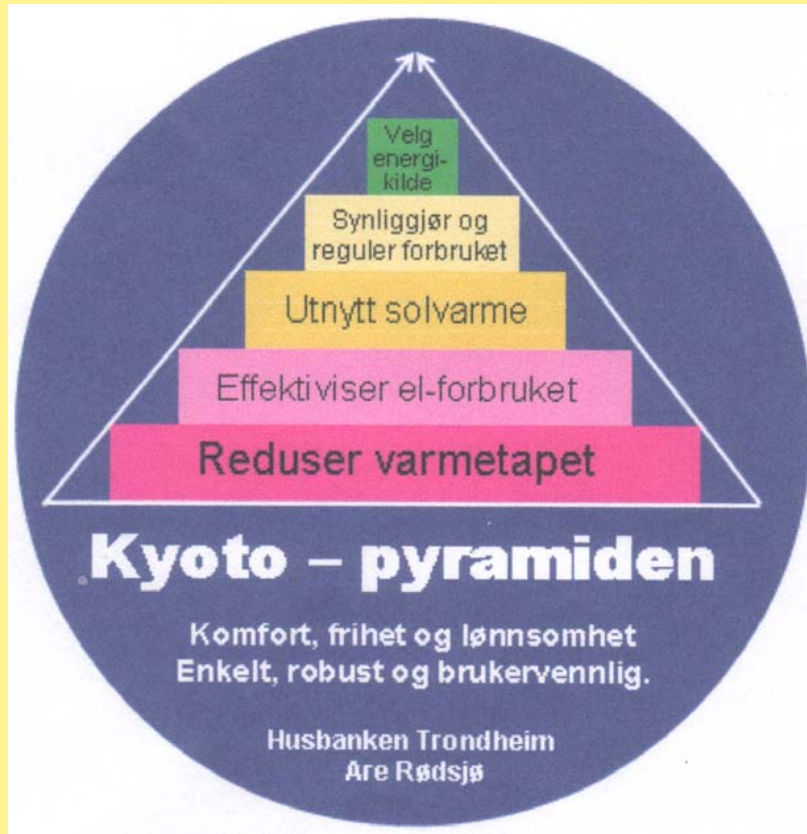 Velg
energi-
kilde
Synliggjør og
reguler forbruket
Utnytt solvarme
Effektiviser el-forbruket
Reduser varmetapet
Kyoto – pyramiden
Komfort, frihet og lønnsomhet
Enkelt, robust og brukervennlig.
Husbanken Trondheim
Are Rødsjø